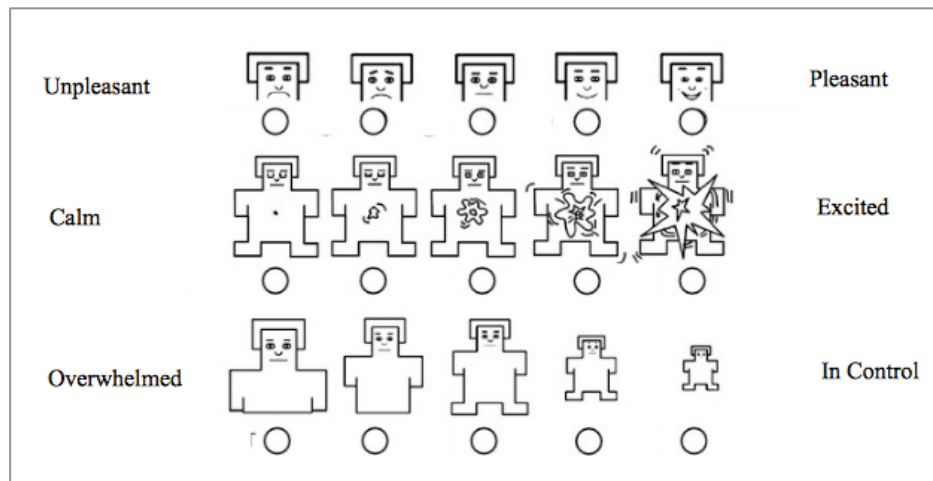 Unpleasant
Pleasant
Calm
Excited
Overwhelmed
In Control